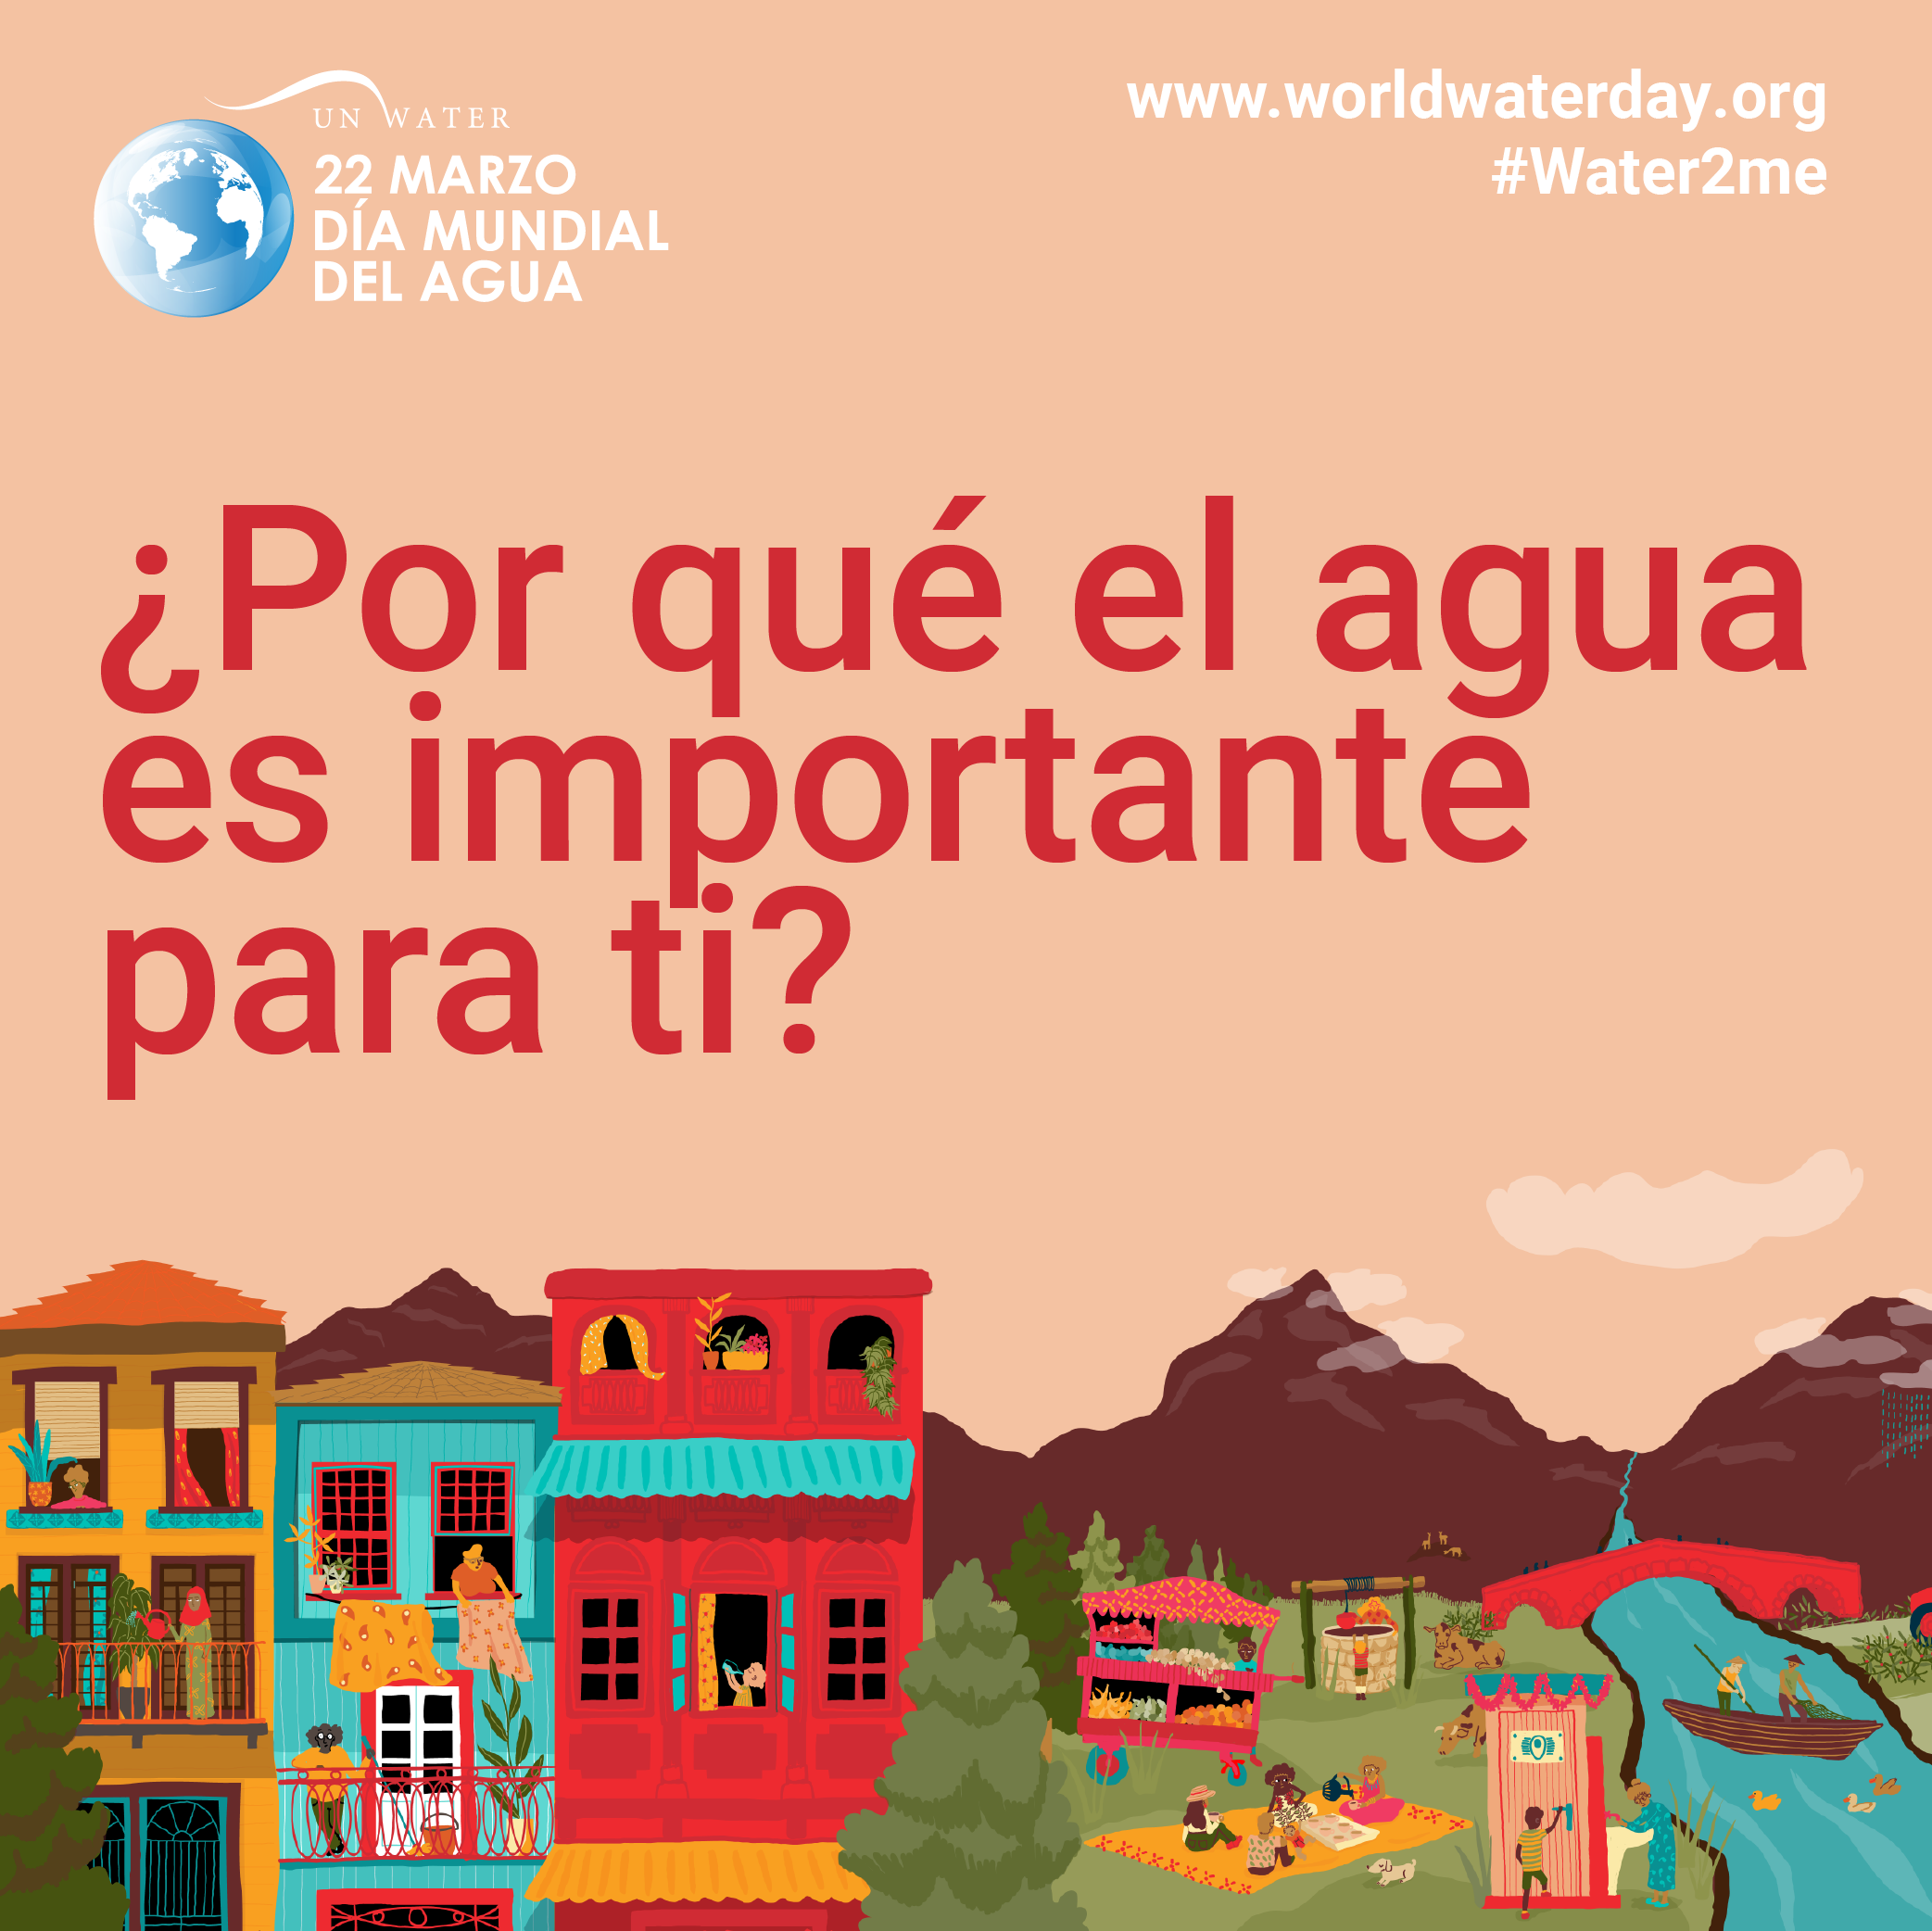 UN WATER
22 MARZO
DÍA MUNDIAL
DEL AGUA
www.worldwaterday.org
#Water2me
¿Por qué el agua
es importante
para ti?